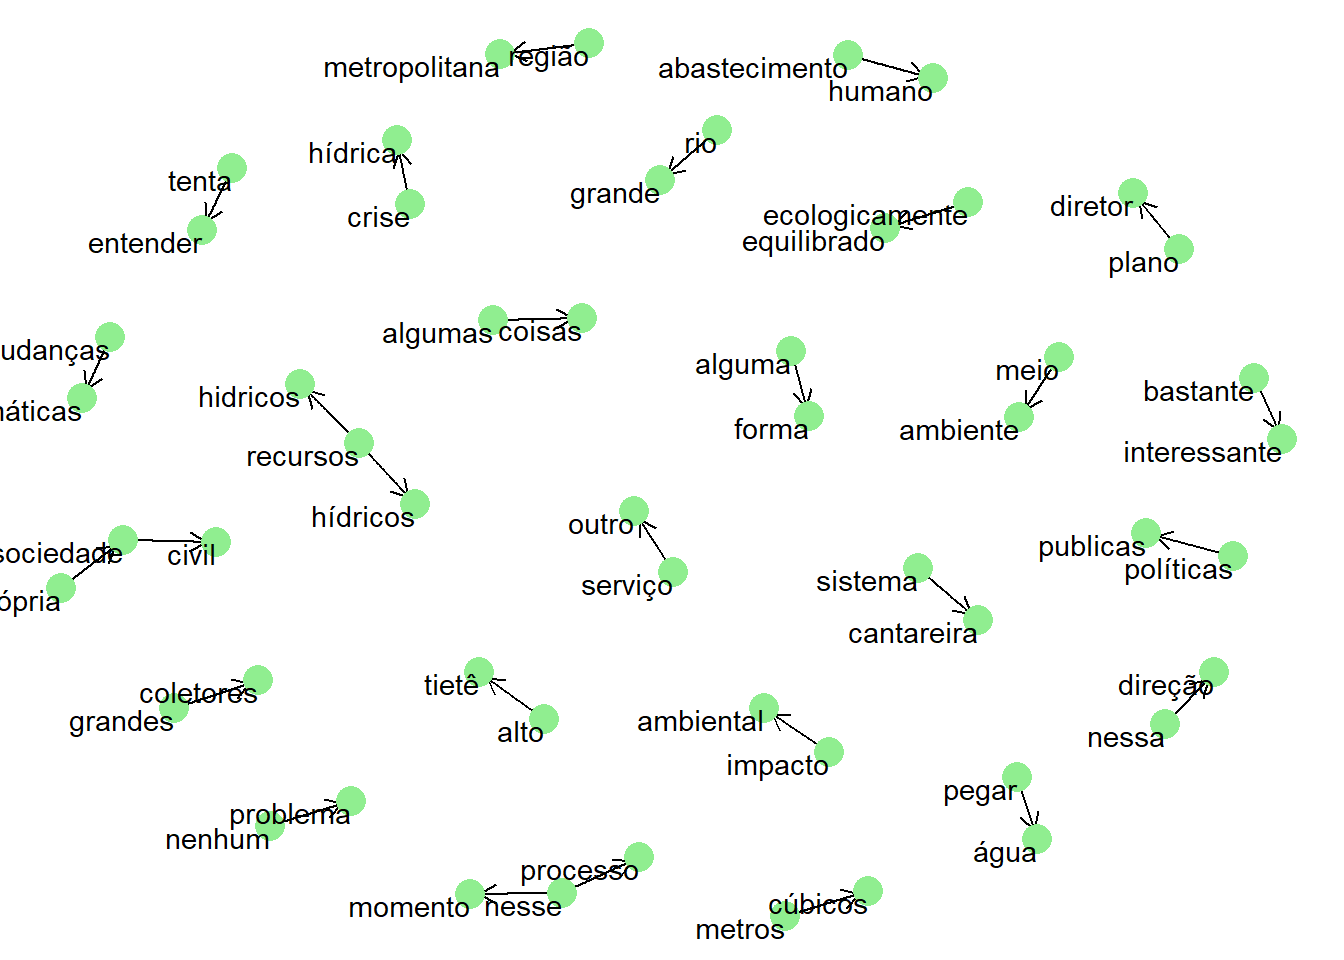 metropolitana região
abastecimento
humano
hídrica
rio
tenta
grande
crise
entender
ecologicamente
equilibrado
diretor
plano
algumas coisas
udanças
alguma
meio
bastante
hidricos
náticas
forma
ambiente
recursos
interessante
hídricos
outro
sociedade
civil
publicas
políticas
serviço
sistema
ópria
cantareira
coletores
grandes
tietê
direção
ambiental
alto
nessa
impacto
pegar
problema
nenhum
água
processo
momento nesse
cúbicos
metros